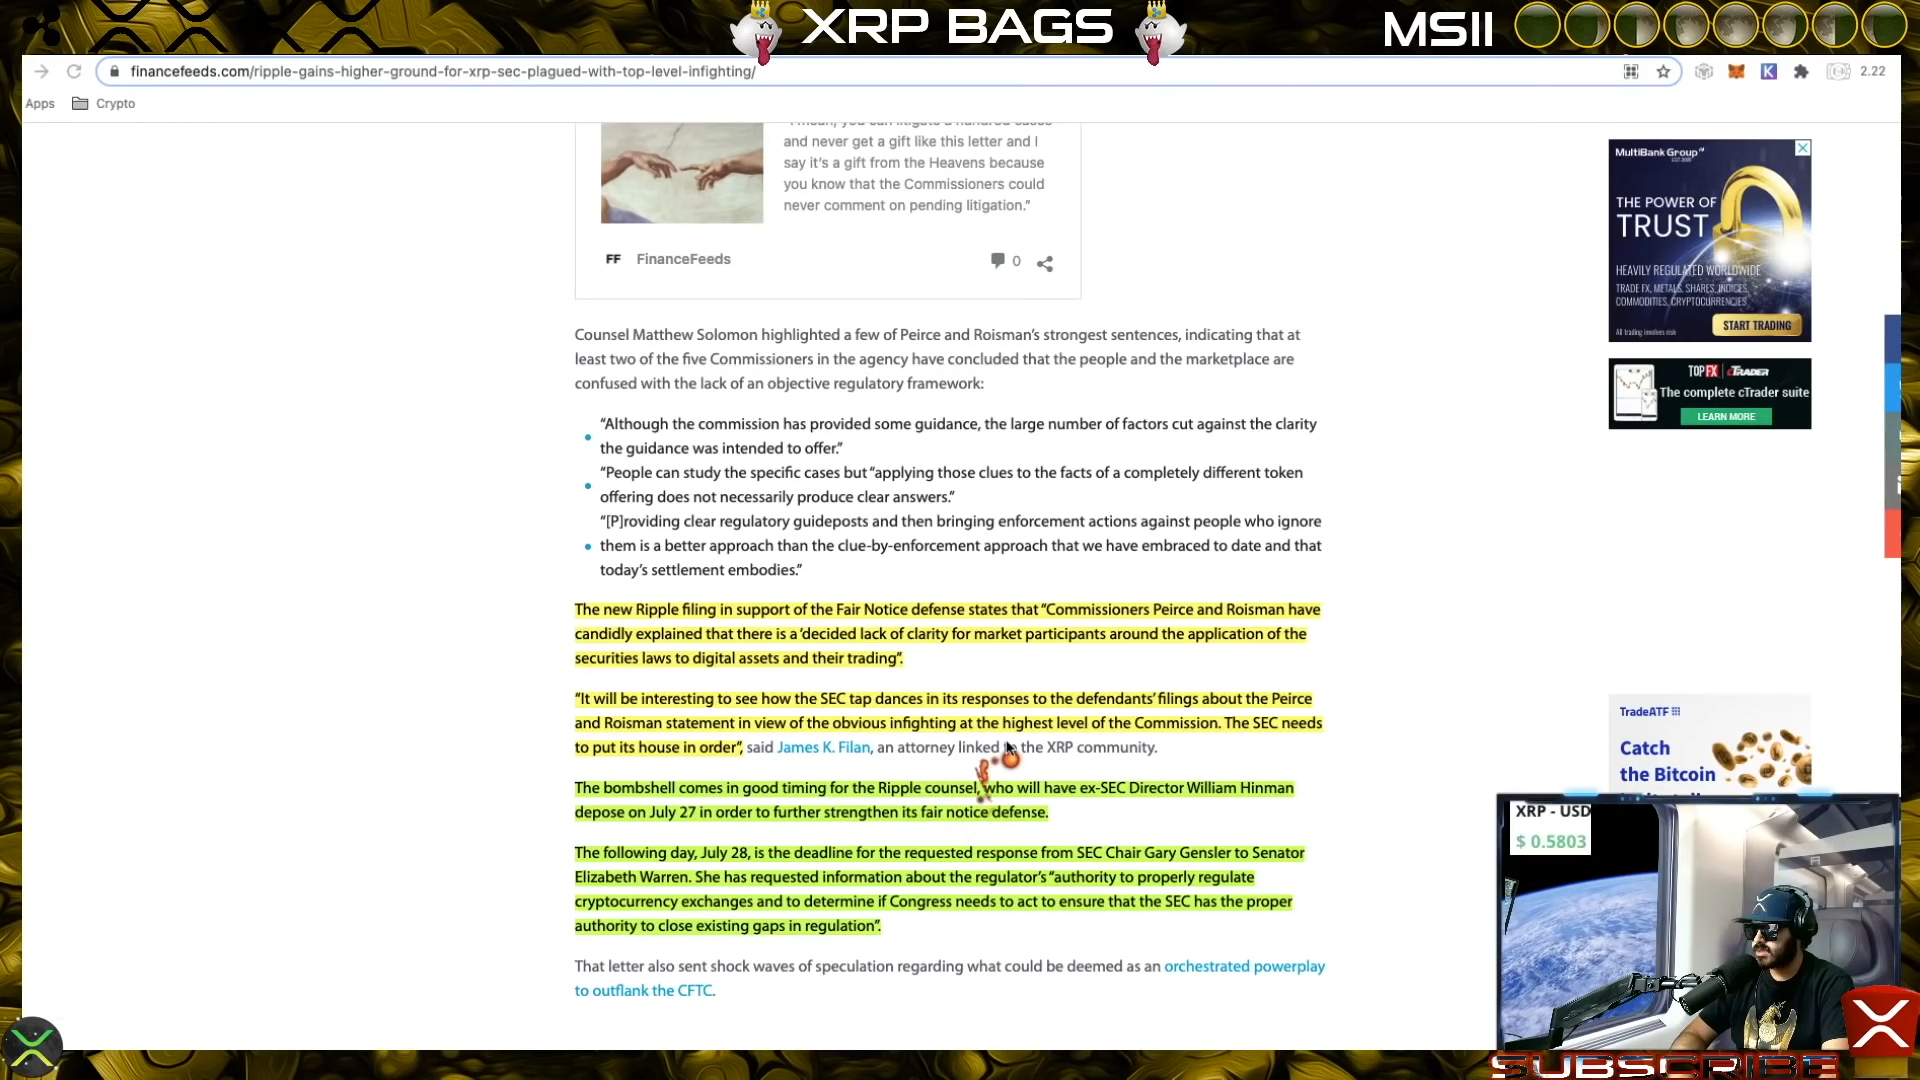 XRP BAGS
MSII
financefeeds.com/ripple-gains-higher-ground-for-xrp-sec-plagued-with-top-level-infighting/
2.22
Apps
Crypto
"I mean, you can litigate a hundred cases
and never get a gift like this letter and I
say it's a gift from the Heavens because
you know that the Commissioners could
never comment on pending litigation."
FF FinanceFeeds
0
Counsel Matthew Solomon highlighted a few of Peirce and Roisman's strongest sentences, indicating that at
least two of the five Commissioners in the agency have concluded that the people and the marketplace are
confused with the lack of an objective regulatory framework:
"Although the commission has provided some guidance, the large number of factors cut against the clarity
the guidance was intended to offer."
"People can study the specific cases but "applying those clues to the facts of a completely different token
offering does not necessarily produce clear answers."
"[P]roviding clear regulatory guideposts and then bringing enforcement actions against people who ignore
them is a better approach than the clue-by-enforcement approach that we have embraced to date and that
today's settlement embodies."
The new Ripple filing in support of the Fair Notice defense states that "Commissioners Peirce and Roisman have
candidly explained that there is a 'decided lack of clarity for market participants around the application of the
securities laws to digital assets and their trading".
"It will be interesting to see how the SEC tap dances in its responses to the defendants' filings about the Peirce
and Roisman statement in view of the obvious infighting at the highest level of the Commission. The SEC needs
to put its house in order", said James K. Filan, an attorney linked to the XRP community.
The bombshell comes in good timing for the Ripple counsel, who will have ex-SEC Director William Hinman
depose on July 27 in order to further strengthen its fair notice defense.
The following day, July 28, is the deadline for the requested response from SEC Chair Gary Gensler to Senator
Elizabeth Warren. She has requested information about the regulator's "authority to properly regulate
cryptocurrency exchanges and to determine if Congress needs to act to ensure that the SEC has the proper
authority to close existing gaps in regulation".
That letter also sent shock waves of speculation regarding what could be deemed as an orchestrated powerplay
to outflank the CFTC.
MultiBank Group
THE POWER OF
TRUST
HEAVILY REGULATED WORLDWIDE
TRADE FX, METALS, SHARES, INDICES,
COMMODITIES, CRYPTOCURRENCIES
All trading involves risk
START TRADING
TOPFX cTRADER
The complete cTrader suite
LEARN MORE
TradeATF
Catch
the Bitcoin
XRP - USD
$ 0.5803
SUBSCRIBE